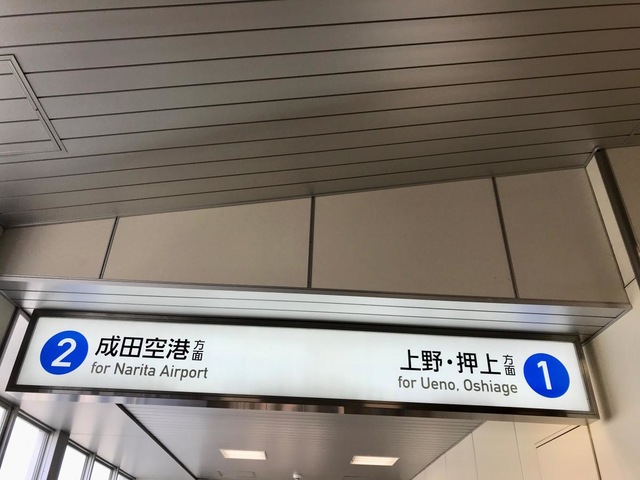 2 成田空港方面
for Narita Airport
上野・押上方面 1
for Ueno, Oshiage